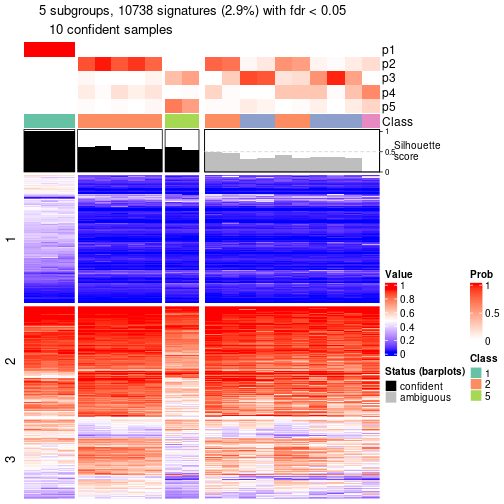 5 subgroups, 10738 signatures (2.9%) with fdr < 0.05
10 confident samples
p1
p2
p3
p4
p5
Class
1
0.5
0
Silhouette
score
1
2
3
Value
1
0.8
0.6
0.4
0.2
0
Prob
1
0.5
0
Status (barplots)
confident
ambiguous
Class
1
2
5